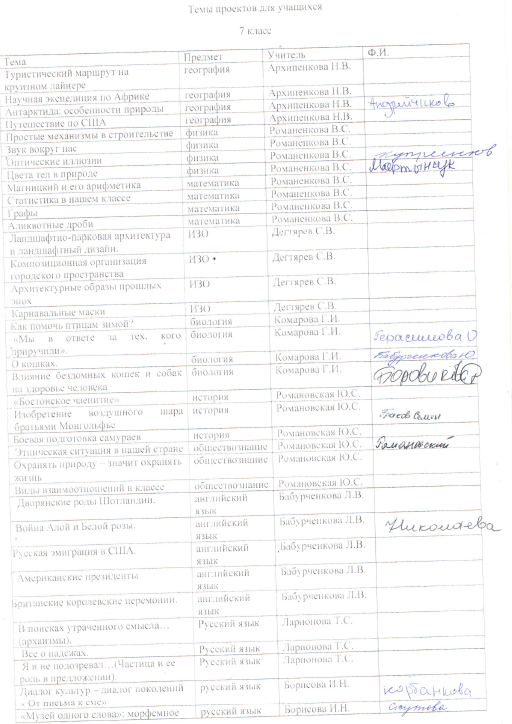 Темы проектов для учащихся
7 класс
Тема Предмет Учитель Ф.И.
Туристический маршрут на география Архипенкова Н.В.
круизном лайнере
Научная экспедиция по Африке география Архипенкова Н.В.
Антарктида: особенности природы география Архипенкова Н.В.
Путешествие по США география Архипенкова Н.В.
Простые механизмы в строительстве физика Романенкова В.С.
Звук вокруг нас физика Романенкова В.С.
Оптические иллюзии физика Романенкова В.С.
Цвета тел в природе физика Романенкова В.С. Мартынчук
Магницкий и его арифметика математика Романенкова В.С.
Статистика в нашем классе математика Романенкова В.С.
Графы математика Романенкова В.С.
Аликвотные дроби математика Романенкова В.С.
Ландшафтно-парковая архитектура ИЗО Дегтярев С.В.
и ландшафтный дизайн.
Композиционная организация ИЗО Дегтярев С.В.
городского пространства
Архитектурные образы прошлых ИЗО Дегтярев С.В.
эпох
Карнавальные маски ИЗО Дегтярев С.В.
Как помочь птицам зимой? биология Комарова Г.И.
«Мы в ответе за тех, кого биология Комарова Г.И. Герасимова О
приручили».
О кошках. биология Комарова Г.И. Бабурченкова Ю
Влияние бездомных кошек и собак биология Комарова Г.И.
на здоровье человека
«Бостонское чаепитие» история Романовская Ю.С.
Изобретение воздушного шара история Романовская Ю.С. Семен
братьями Монгольфье
Боевая подготовка самураев история Романовская Ю.С.
Этническая ситуация в нашей стране обществознание Романовская Ю.С. Романовский
Охранять природу – значит охранять обществознание Романовская Ю.С.
жизнь
Виды взаимоотношений в классе обществознание Романовская Ю.С.
Дворянские роды Шотландии. английский Бабурченкова Л.В.
язык
Война Алой и Белой розы. английский Бабурченкова Л.В. Николаева
язык
Русская эмиграция в США. английский Бабурченкова Л.В.
язык
Американские президенты английский Бабурченкова Л.В.
язык
Британские королевские церемонии. английский Бабурченкова Л.В.
язык
В поисках утраченного смысла… Русский язык Ларионова Т.С.
(архаизмы).
Все о падежах. Русский язык Ларионова Т.С.
Я и не подозревал…(Частица и ее Русский язык Ларионова Т.С.
роль в предложении).
Диалог культур – диалог поколений русский язык Борисова И.Н. Корбанкова
- От письма к смс»
«Музей одного слова»: морфемное русский язык Борисова И.Н. Смутова